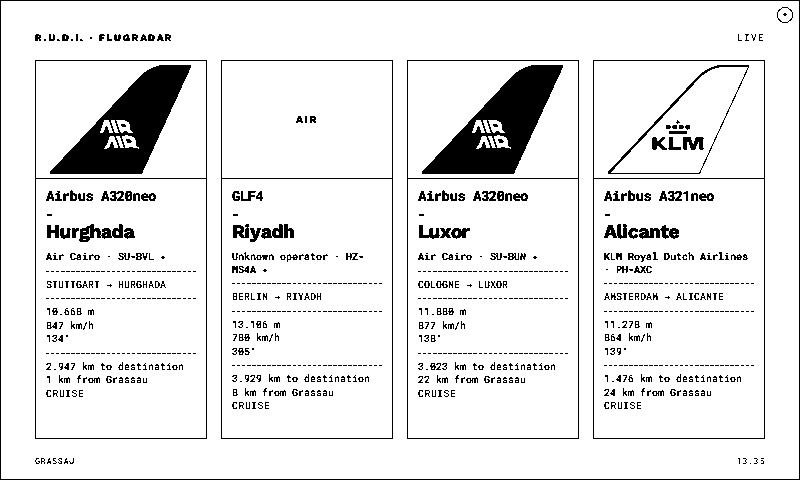 R.U.D.I. · FLUGRADAR
LIVE
AIR
AIR
Airbus A320neo
-
Hurghada
Air Cairo · SU-BVL ✦
STUTTGART → HURGHADA
10.668 m
847 km/h
134°
2.947 km to destination
1 km from Grassau
CRUISE
AIR
GLF4
-
Riyadh
Unknown operator · HZ-
MS4A ✦
BERLIN → RIYADH
13.106 m
780 km/h
305°
3.929 km to destination
8 km from Grassau
CRUISE
AIR
AIR
Airbus A320neo
-
Luxor
Air Cairo · SU-BUN ✦
COLOGNE → LUXOR
11.880 m
877 km/h
138°
3.023 km to destination
22 km from Grassau
CRUISE
KLM
Airbus A321neo
-
Alicante
KLM Royal Dutch Airlines
· PH-AXC
AMSTERDAM → ALICANTE
11.278 m
864 km/h
139°
1.476 km to destination
24 km from Grassau
CRUISE
GRASSAU
13.35